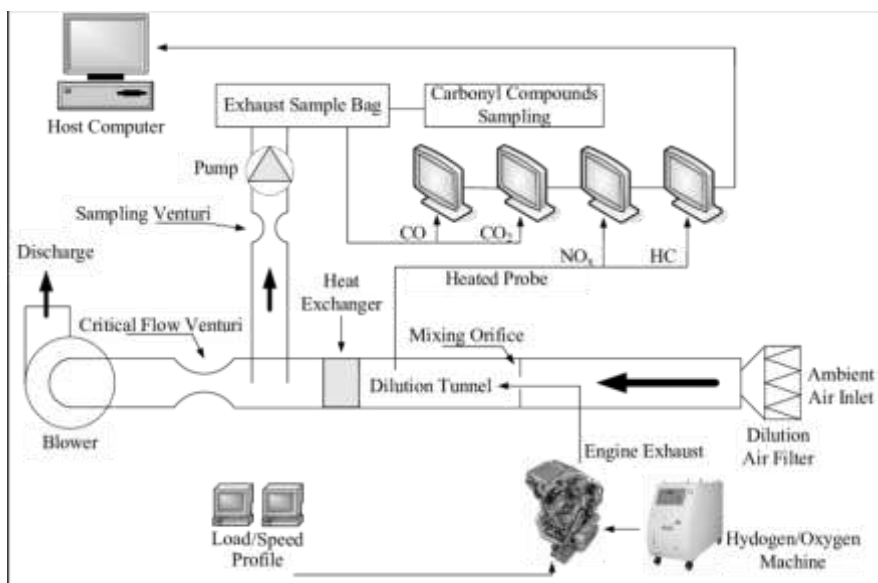 Host Computer
Exhaust Sample Bag
Carbonyl Compounds
Sampling
Pump
Sampling Venturi
CO
CO₂
NOₓ
HC
Discharge
Heat
Exchanger
Heated Probe
Critical Flow Venturi
Mixing Orifice
Dilution Tunnel
Ambient
Air Inlet
Blower
Dilution
Air Filter
Engine Exhaust
Load/Speed
Profile
Hydogen/Oxygen
Machine